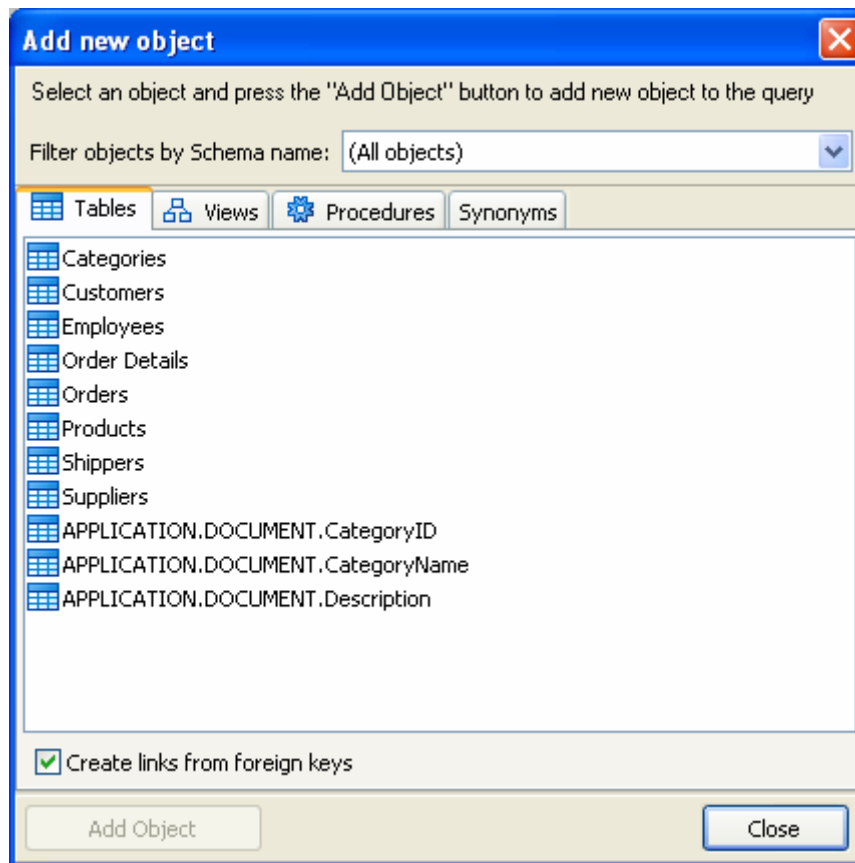 Add new object
Select an object and press the "Add Object" button to add new object to the query
Filter objects by Schema name: (All objects)
Tables Views Procedures Synonyms
Categories
Customers
Employees
Order Details
Orders
Products
Shippers
Suppliers
APPLICATION.DOCUMENT.CategoryID
APPLICATION.DOCUMENT.CategoryName
APPLICATION.DOCUMENT.Description
Create links from foreign keys
Add Object Close